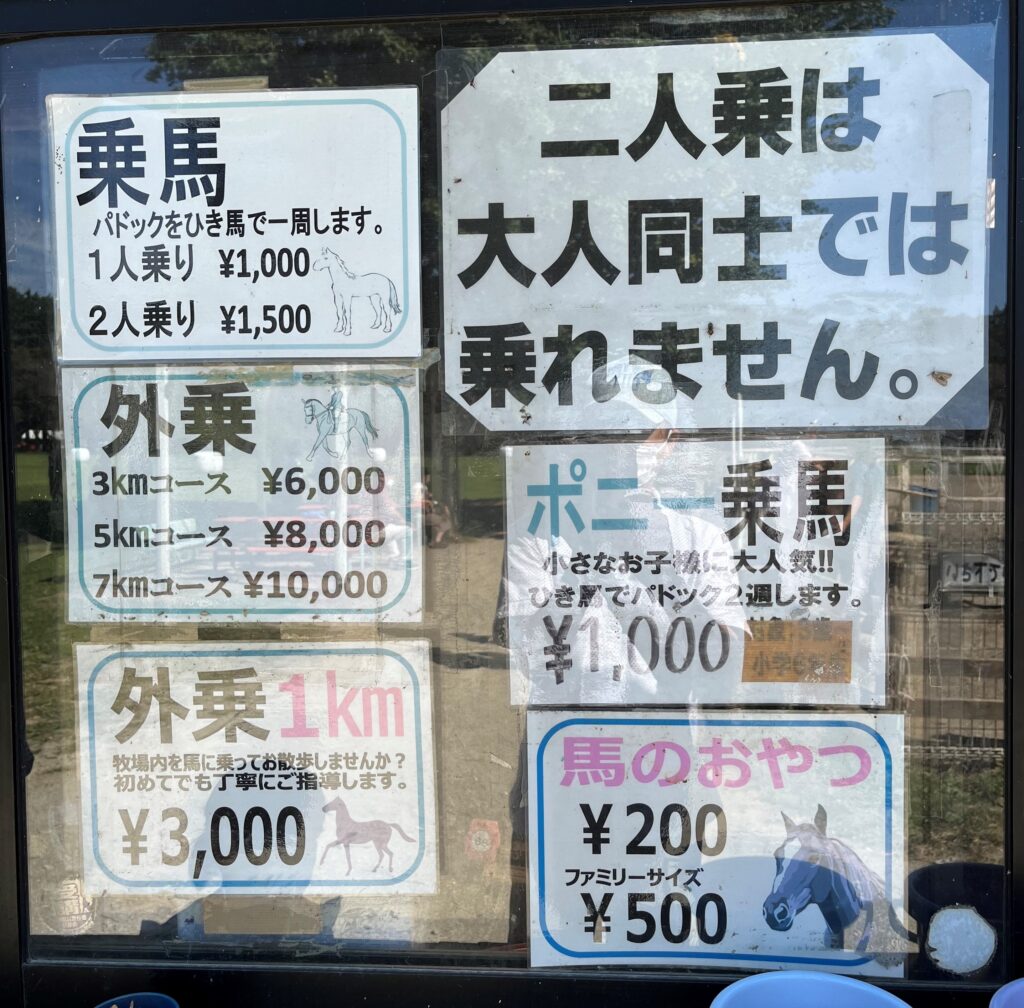 乗馬
パドックをひき馬で一周します。
1人乗り ¥1,000
2人乗り ¥1,500
外乗
3kmコース ¥6,000
5kmコース ¥8,000
7kmコース ¥10,000
外乗1km
牧場内を馬に乗ってお散歩しませんか?
初めてでも丁寧にご指導します。
¥3,000
二人乗は
大人同士では
乗れません。
ポニー乗馬
小さなお子様に大人気!!
ひき馬でパドック2週します。
¥1,000
馬のおやつ
¥200
ファミリーサイズ
¥500